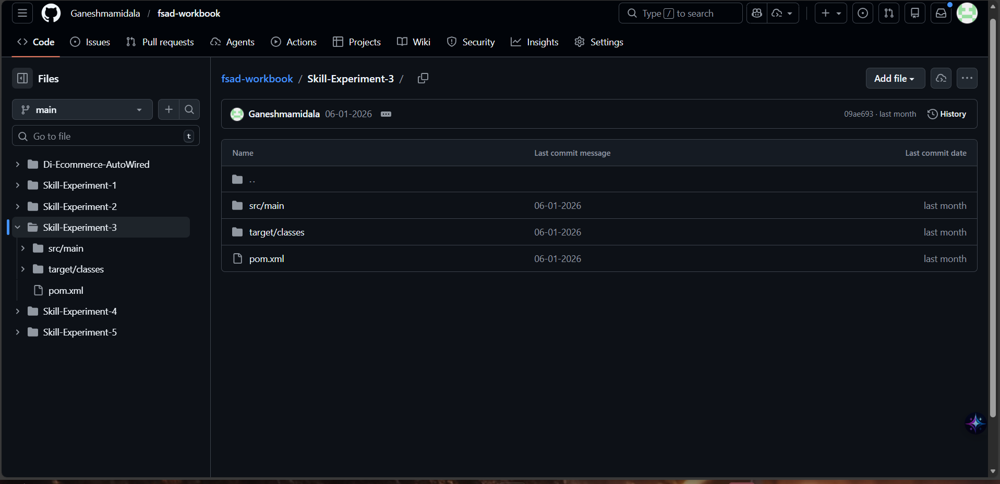 Ganeshmamidala / fsad-workbook
Type / to search
Code Issues Pull requests Agents Actions Projects Wiki Security Insights Settings
Files
main
Go to file t
Di-Ecommerce-AutoWired
Skill-Experiment-1
Skill-Experiment-2
Skill-Experiment-3
src/main
target/classes
pom.xml
Skill-Experiment-4
Skill-Experiment-5
fsad-workbook / Skill-Experiment-3 /
Add file
Ganeshmamidala 06-01-2026
09ae693 · last month History
Name Last commit message Last commit date
..
src/main 06-01-2026 last month
target/classes 06-01-2026 last month
pom.xml 06-01-2026 last month